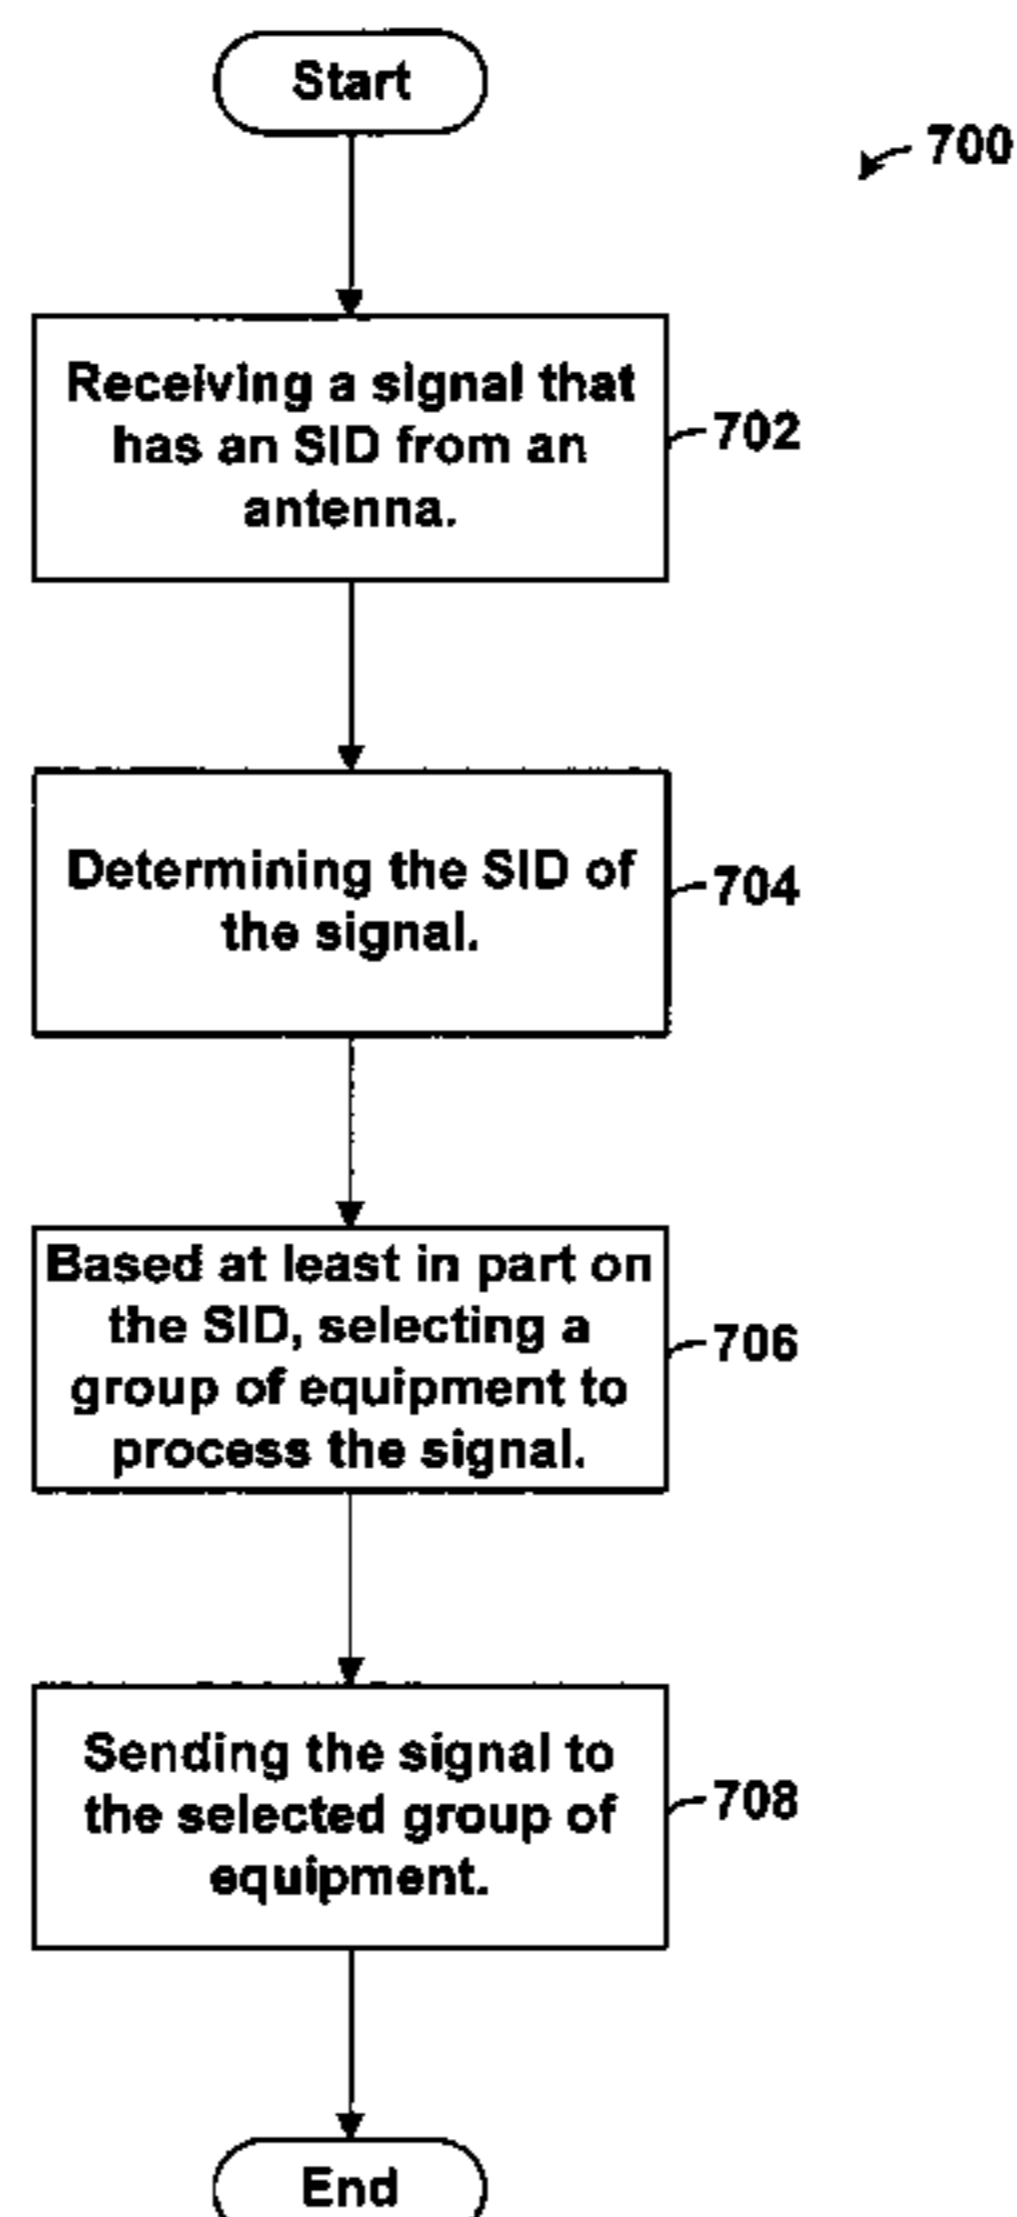 Start
700
Receiving a signal that
has an SID from an
antenna.
702
Determining the SID of
the signal.
704
Based at least in part on
the SID, selecting a
group of equipment to
process the signal.
706
Sending the signal to
the selected group of
equipment.
708
End